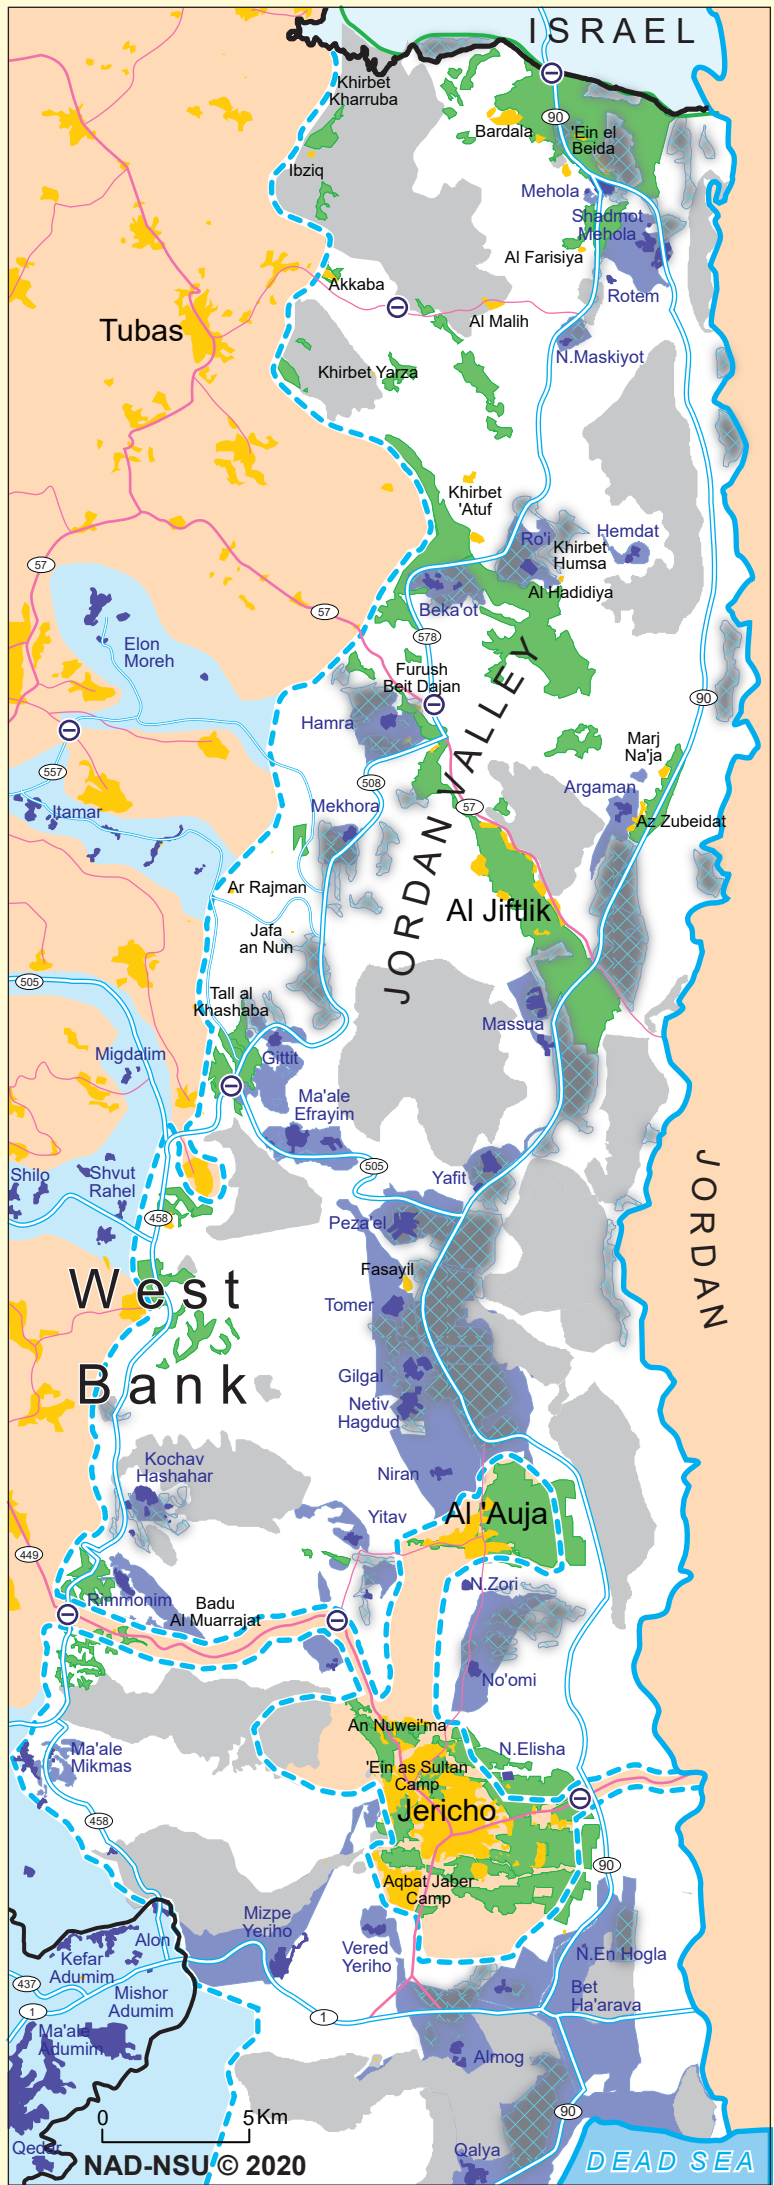 ISRAEL
Khirbet
Kharruba
90
Bardala
'Ein el
Beida
Ibziq
Mehola
Shadmot
Mehola
Al Farisiya
Akkaba
Rotem
Al Malih
Tubas
N.Maskiyot
Khirbet Yarza
Khirbet
'Atuf
Ro'i
Hemdat
Khirbet
Humsa
57
Al Hadidiya
Beka'ot
57
578
Elon
Moreh
Furush
Beit Dajan
90
Hamra
JORDAN VALLEY
Marj
Na'ja
557
508
Argaman
Itamar
Mekhora
57
Az Zubeidat
Ar Rajman
Al Jiftlik
Jafa
an Nun
505
Tall al
Khashaba
Massua
Migdalim
Gittit
Ma'ale
Efrayim
Shilo
Shvut
Rahel
505
Yafit
JORDAN
458
Peza'el
Fasayil
West
Tomer
Gilgal
Bank
Netiv
Hagdud
Kochav
Hashahar
Niran
Yitav
Al 'Auja
449
N.Zori
Rimmonim
Badu
Al Muarrajat
No'omi
An Nuwei'ma
Ma'ale
Mikmas
N.Elisha
'Ein as Sultan
Camp
Jericho
458
90
Aqbat Jaber
Camp
Mizpe
Yeriho
Alon
Vered
Yeriho
N.En Hogla
Kefar
Adumim
437
Mishor
Adumim
Bet
Ha'arava
1
1
Ma'ale
Adumim
Almog
0 5 Km
90
Qedar
Qalya
DEAD SEA
NAD-NSU © 2020